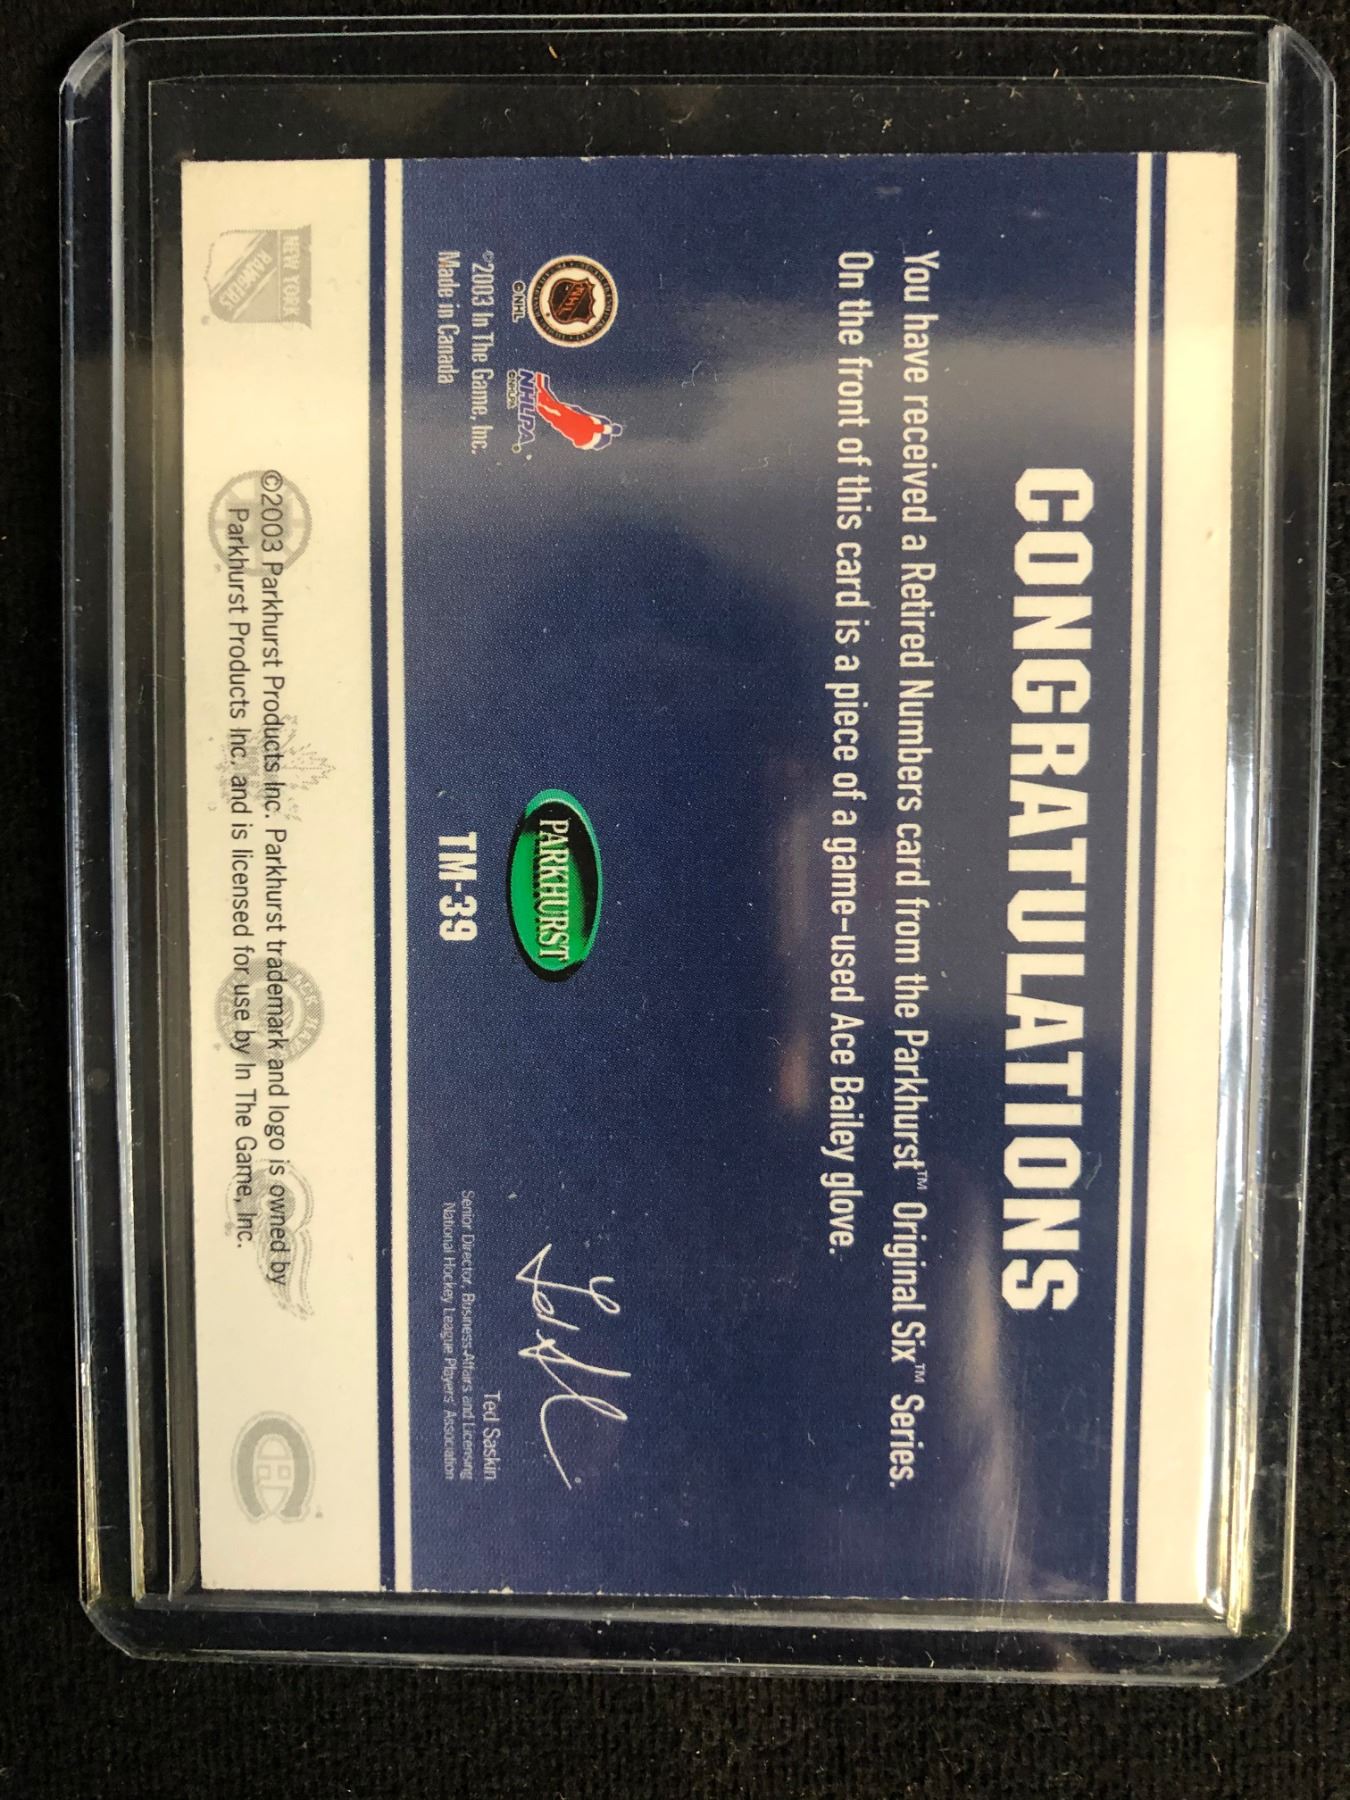 CONGRATULATIONS
You have received a Retired Numbers card from the Parkhurst™ Original Six™ Series.
On the front of this card is a piece of a game-used Ace Bailey glove.
NHL
©NHL
NHLPA
©NHLPA
©2003 In The Game, Inc.
Made in Canada
PARKHURST
TM-39
Ted Saskin
Senior Director, Business Affairs and Licensing
National Hockey League Players Association
NEW YORK
RANGERS
©2003 Parkhurst Products Inc. Parkhurst trademark and logo is owned by
Parkhurst Products Inc. and is licensed for use by In The Game, Inc.